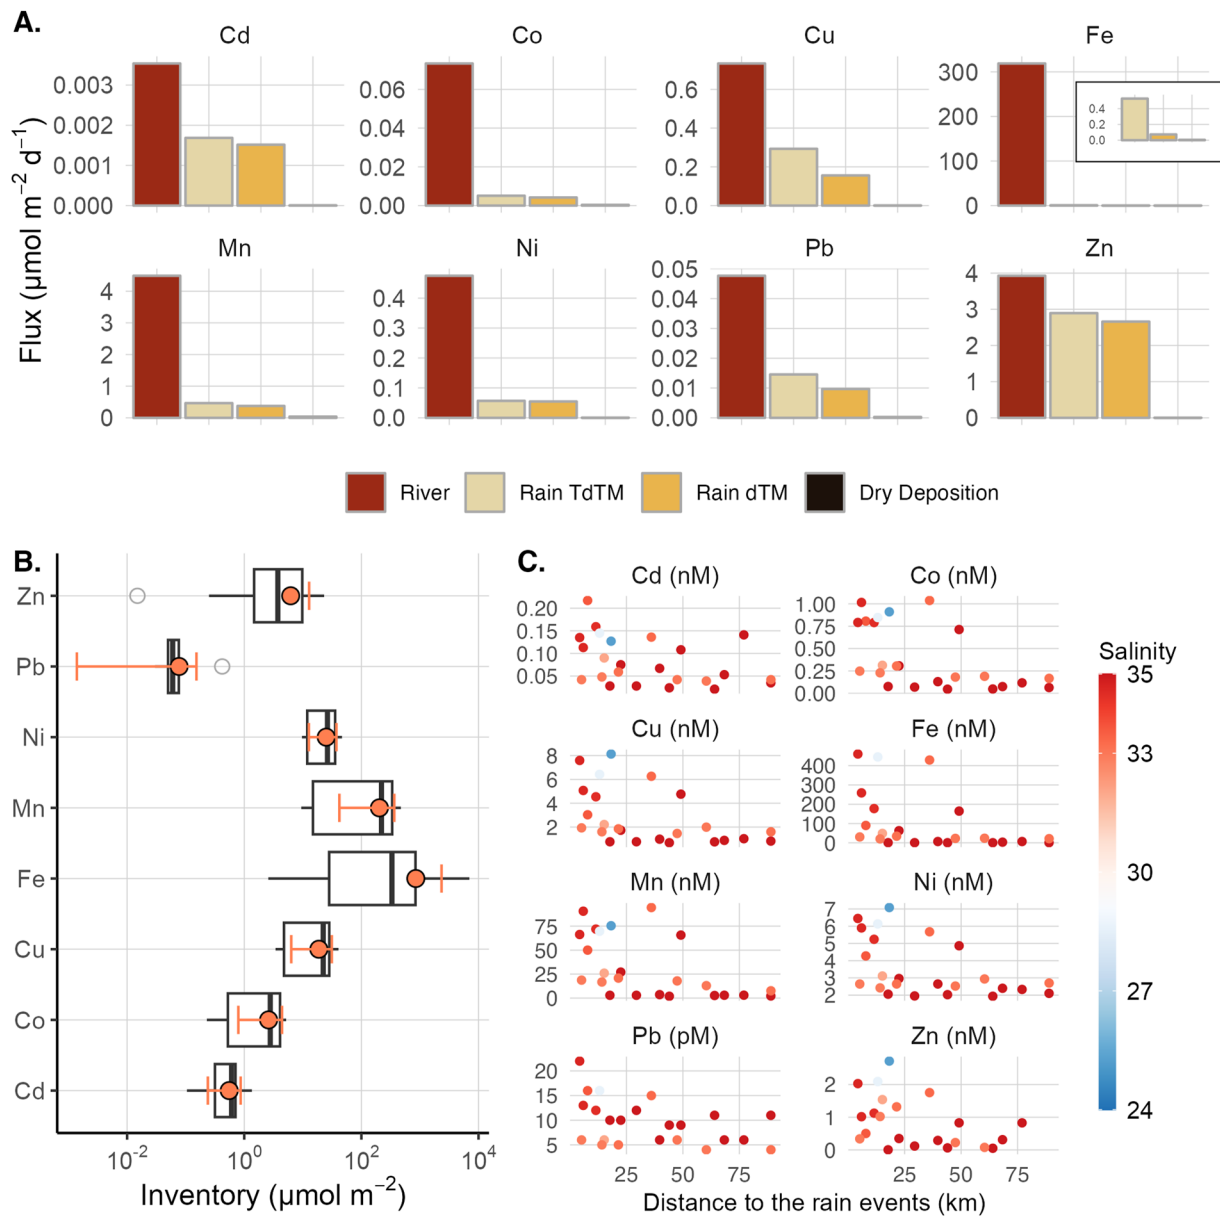 A.
Cd Co Cu Fe
0.003 0.06 0.6 300
0.002 0.04 0.4 200
0.001 0.02 0.2 100
0.000 0.00 0.0 0
0.4
0.2
0.0
Flux (μmol m⁻² d⁻¹)
Mn Ni Pb Zn
4 0.4 0.05 4
3 0.3 0.04 3
2 0.2 0.03 2
1 0.1 0.02 1
0 0.0 0.01 0
0.00
River Rain TdTM Rain dTM Dry Deposition
B.
Zn
Pb
Ni
Mn
Fe
Cu
Co
Cd
10⁻² 10⁰ 10² 10⁴
Inventory (μmol m⁻²)
C.
Cd (nM) Co (nM)
0.20 1.00
0.15 0.75
0.10 0.50
0.05 0.25
0.00
Cu (nM) Fe (nM)
8 400
6 300
4 200
2 100
0
Mn (nM) Ni (nM)
75 7
50 6
25 5
0 4
3
2
Pb (pM) Zn (nM)
20 2
15 1
10 0
5
25 50 75 25 50 75
Distance to the rain events (km)
Salinity
35
33
30
27
24